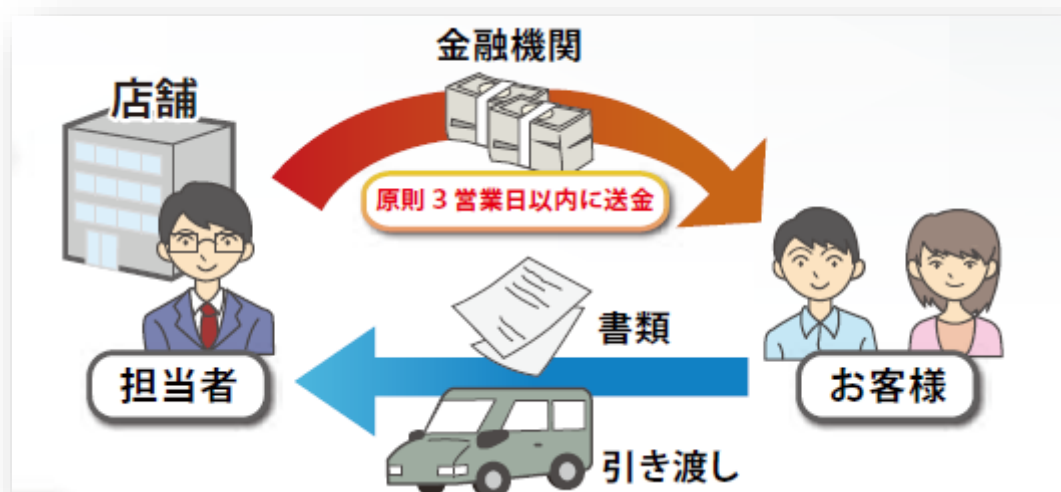 金融機関
店舗
原則3営業日以内に送金
書類
担当者
お客様
引き渡し